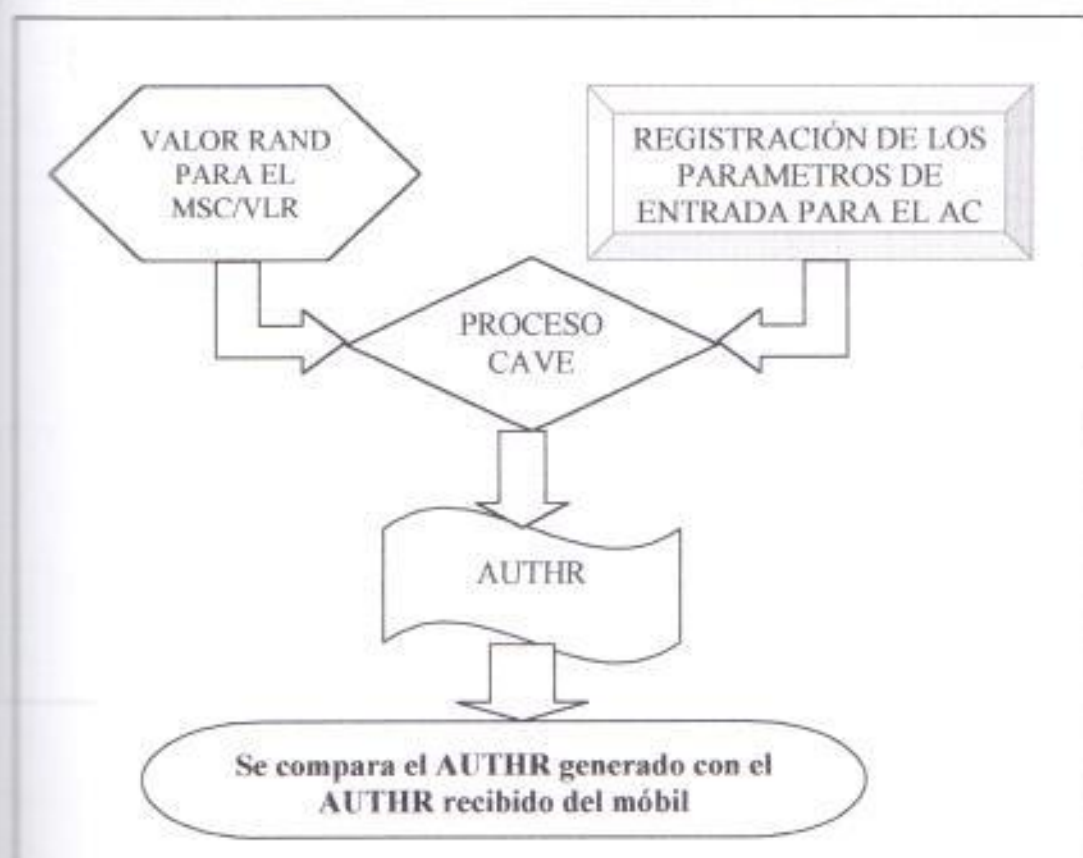 VALOR RAND
PARA EL
MSC/VLR
REGISTRACIÓN DE LOS
PARAMETROS DE
ENTRADA PARA EL AC
PROCESO
CAVE
AUTHR
Se compara el AUTHR generado con el
AUTHR recibido del móbil